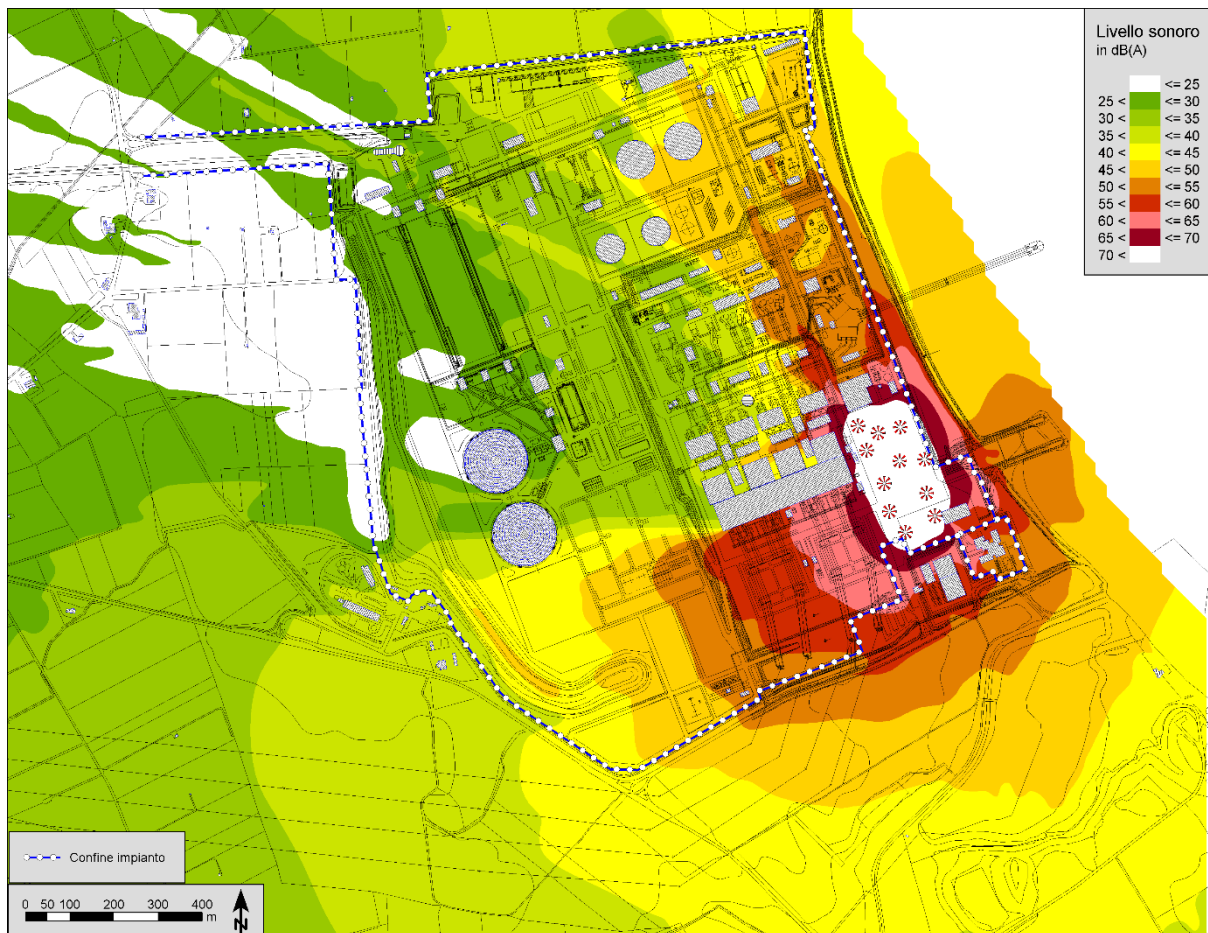 Livello sonoro
in dB(A)
<= 25
25 < <= 30
30 < <= 35
35 < <= 40
40 < <= 45
45 < <= 50
50 < <= 55
55 < <= 60
60 < <= 65
65 < <= 70
70 <
Confine impianto
0 50 100 200 300 400
m
N